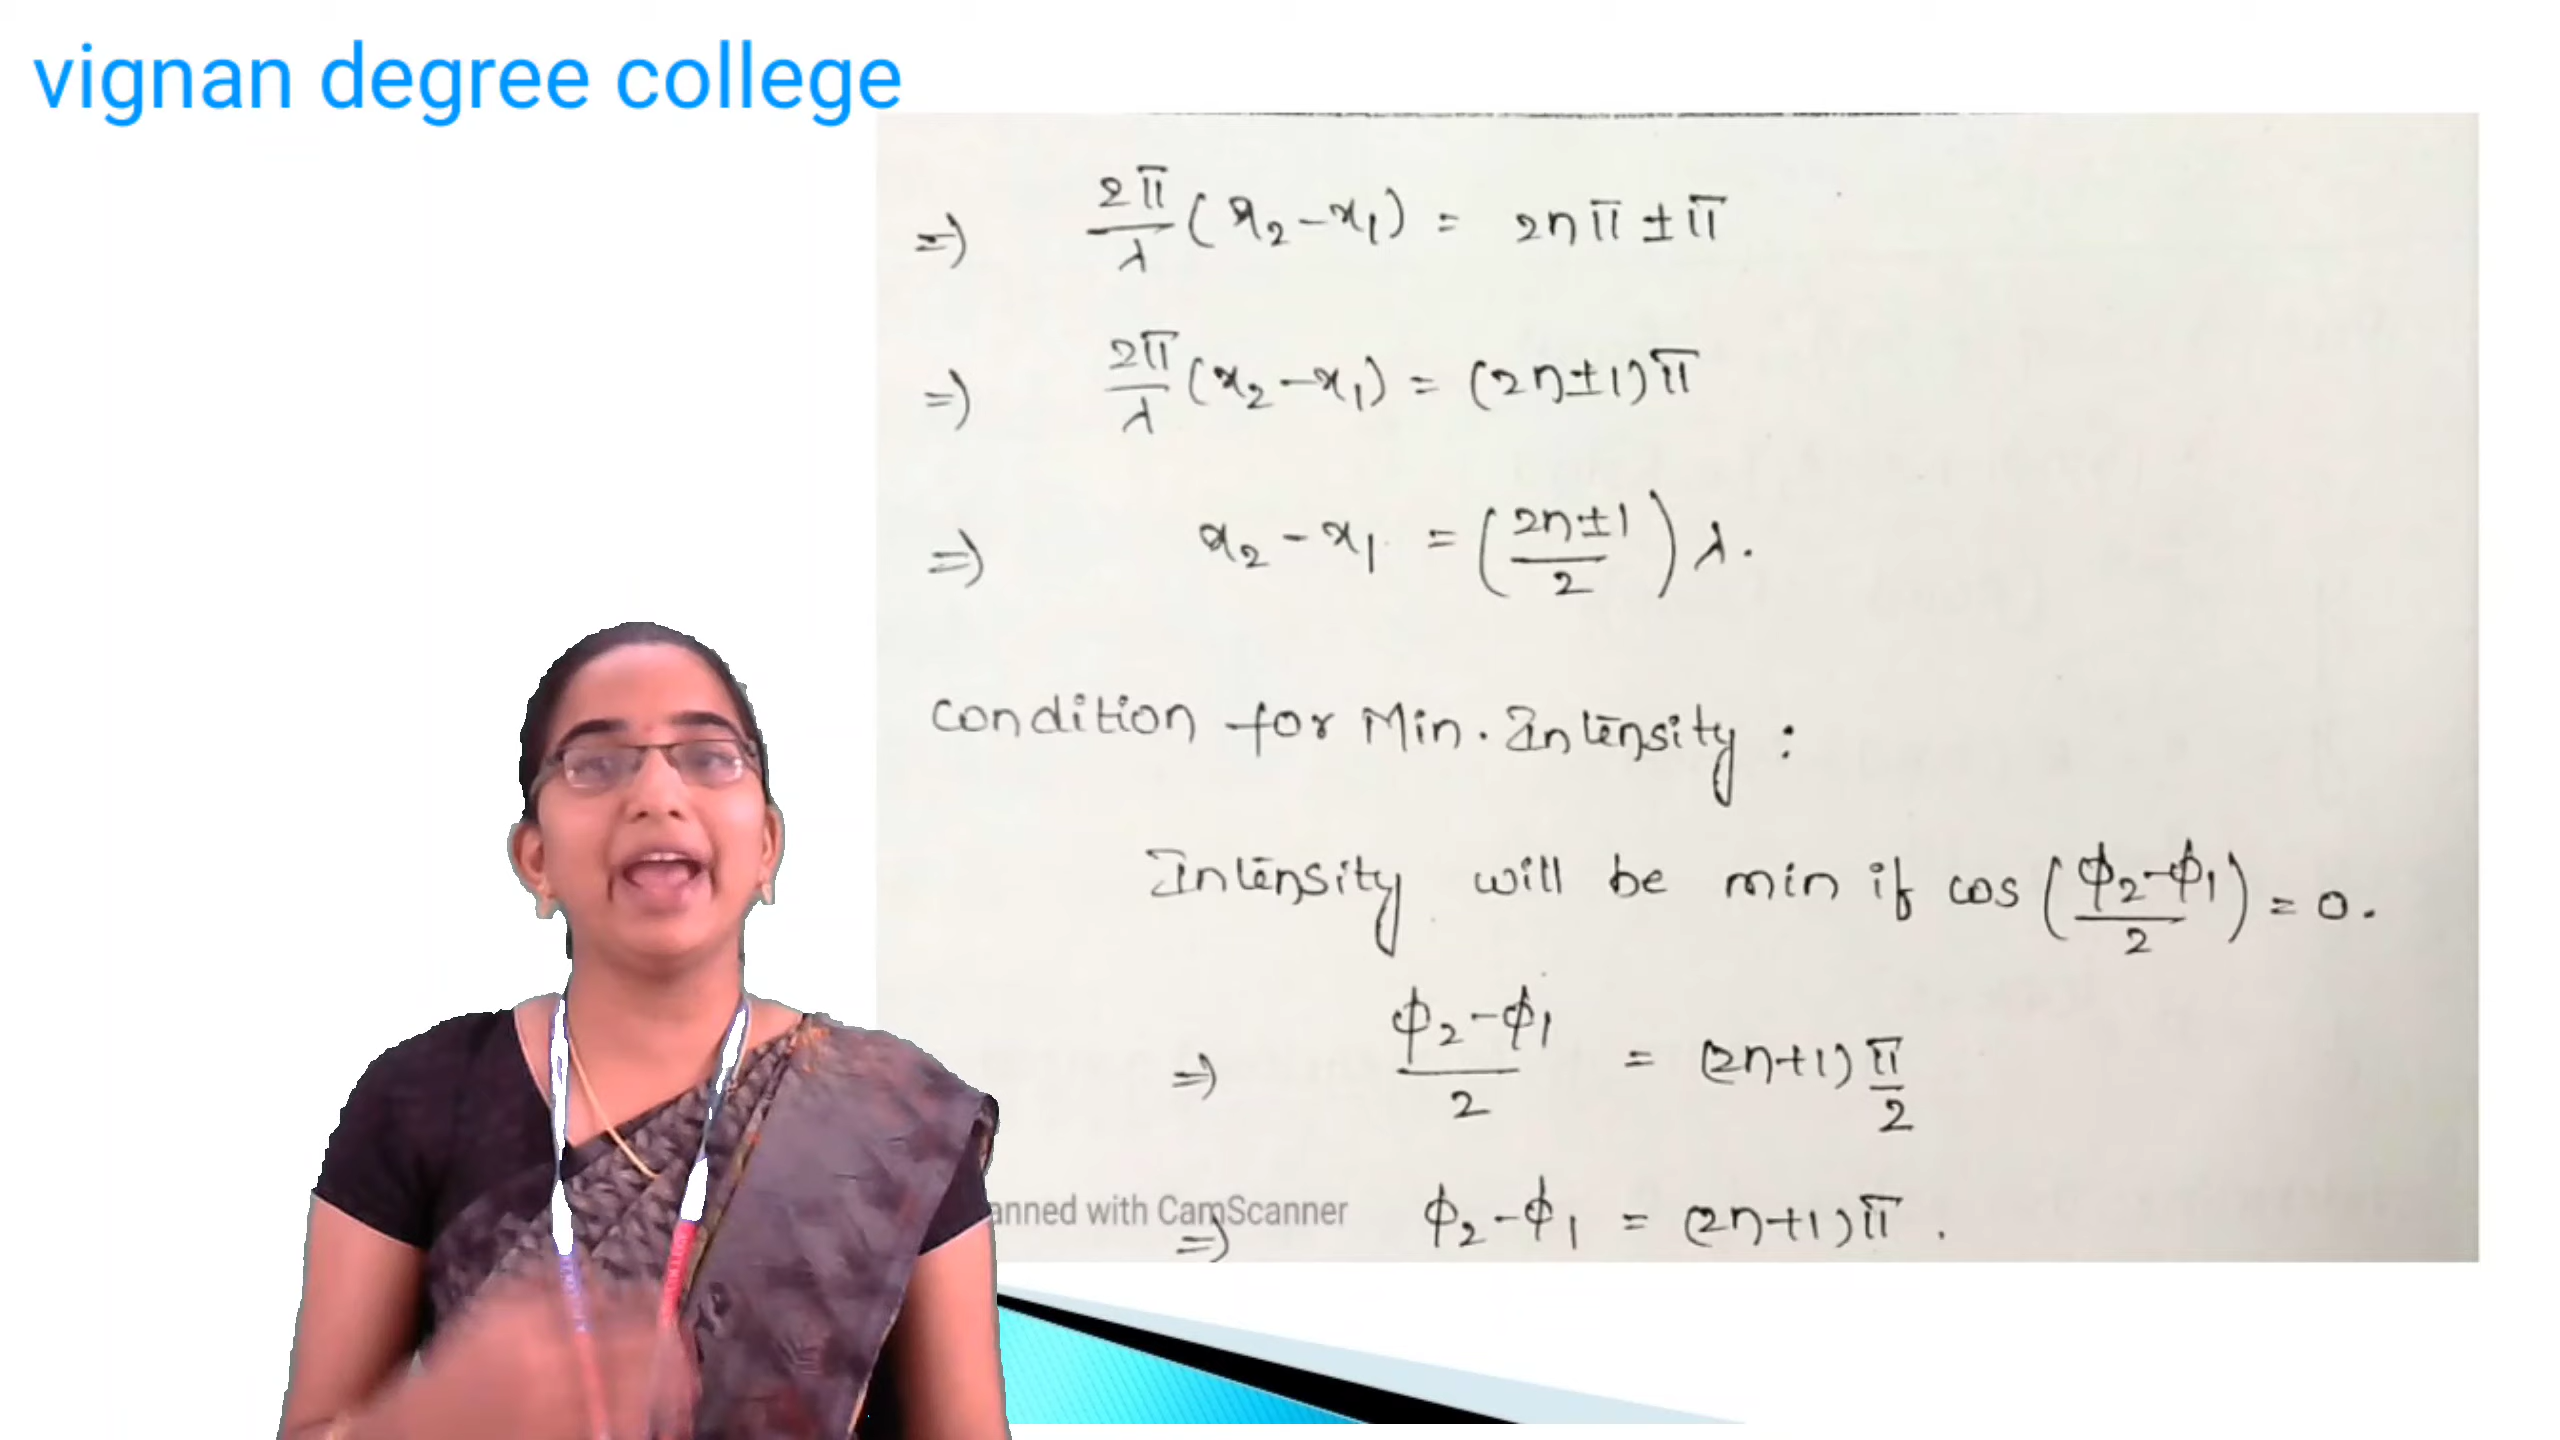 vignan degree college
=> 2π/λ (x₂-x₁) = 2nπ ± π
=> 2π/λ (x₂-x₁) = (2n±1)π
=> x₂-x₁ = (2n±1/2) λ.
Condition for Min. Intensity :
Intensity will be min if cos (ϕ₂-ϕ₁/2) = 0.
=> ϕ₂-ϕ₁/2 = (2n+1) π/2
anned with CamScanner
=> ϕ₂-ϕ₁ = (2n+1)π .